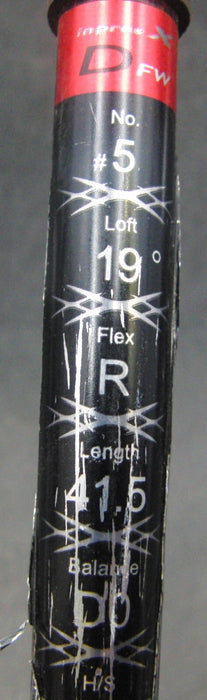 inpres X
D FW
No.
#5
Loft
19°
Flex
R
Length
41.5
Balance
D0
H/S